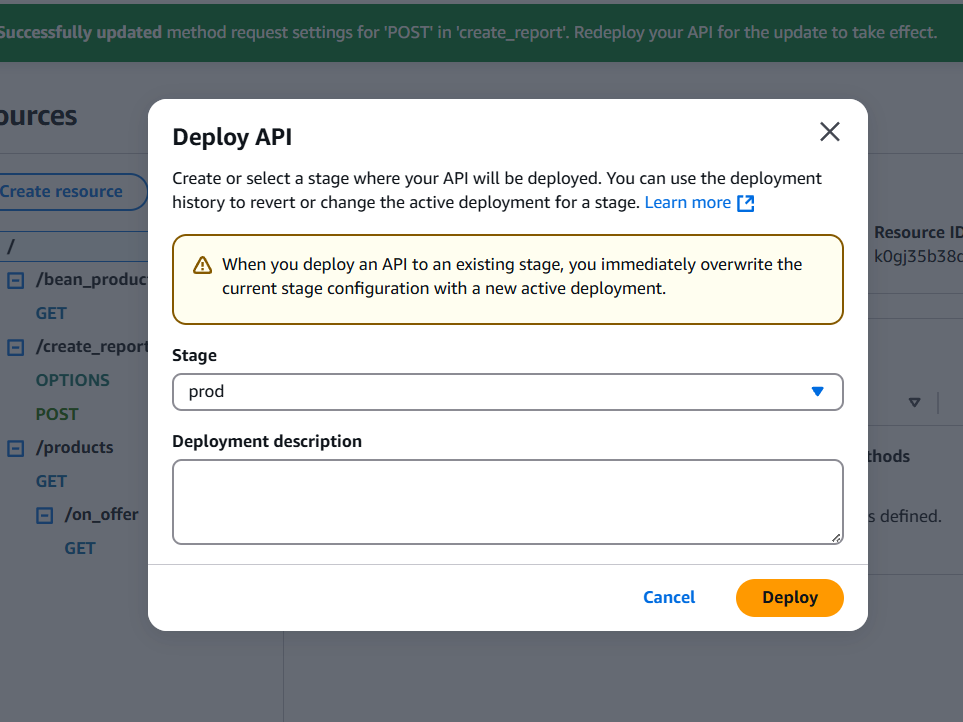 Successfully updated method request settings for 'POST' in 'create_report'. Redeploy your API for the update to take effect.
ources
Create resource
/
/bean_produc
GET
/create_report
OPTIONS
POST
/products
GET
/on_offer
GET
Deploy API
Create or select a stage where your API will be deployed. You can use the deployment
history to revert or change the active deployment for a stage. Learn more
When you deploy an API to an existing stage, you immediately overwrite the
current stage configuration with a new active deployment.
Stage
prod
Deployment description
Cancel
Deploy
Resource ID
k0gj35b38c
thods
s defined.